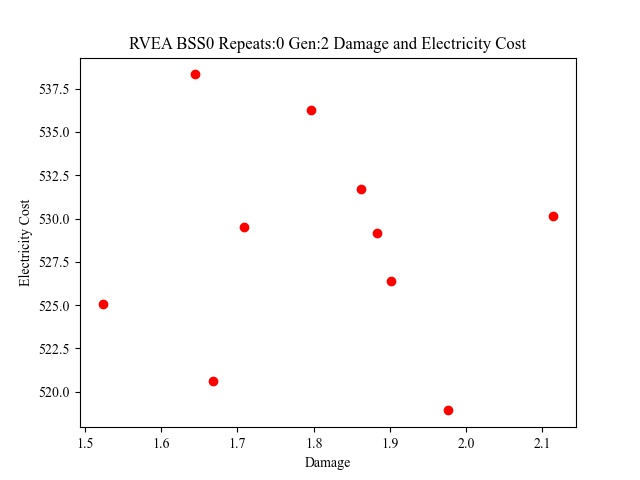 RVEA BSS0 Repeats:0 Gen:2 Damage and Electricity Cost
537.5
535.0
532.5
530.0
527.5
525.0
522.5
520.0
Electricity Cost
1.5 1.6 1.7 1.8 1.9 2.0 2.1
Damage